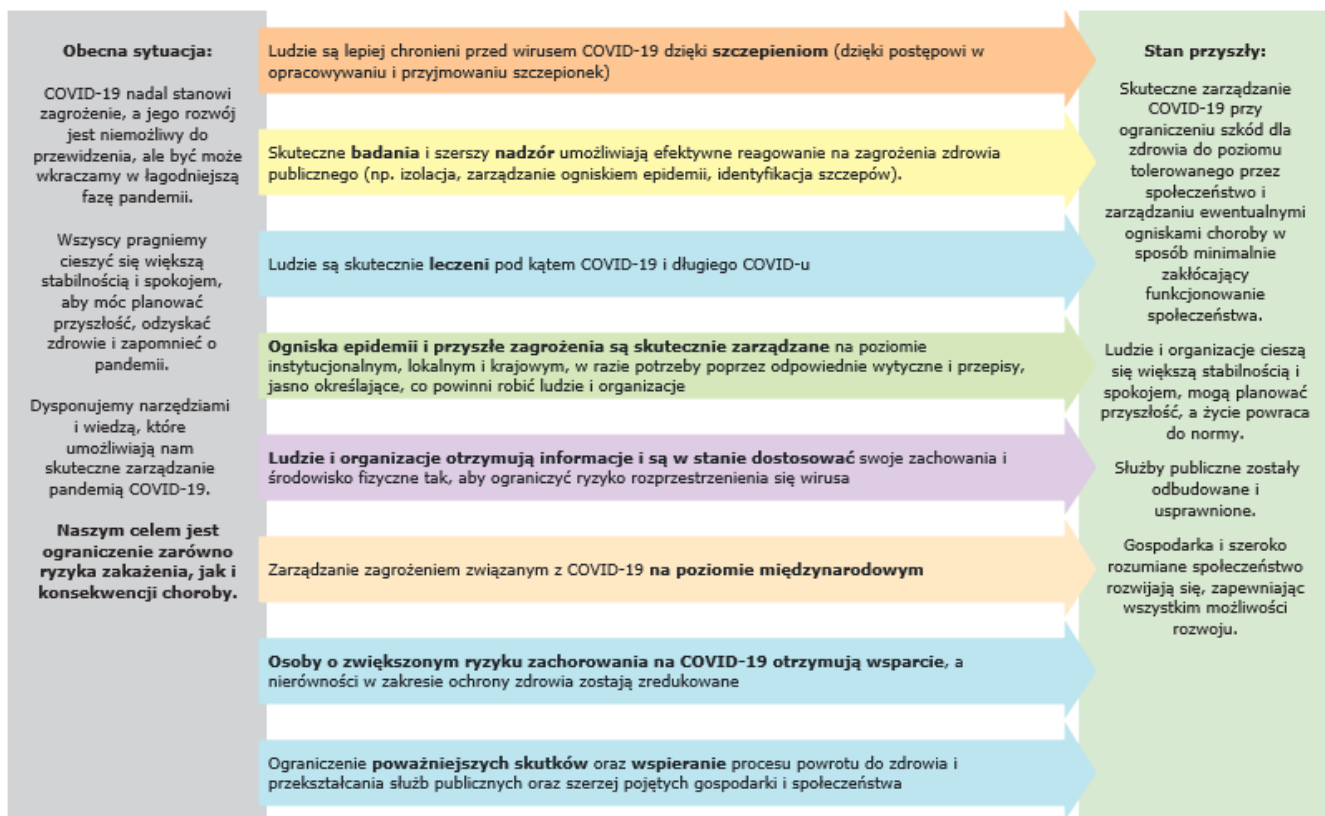 Obecna sytuacja:
COVID-19 nadal stanowi
zagrożenie, a jego rozwój
jest niemożliwy do
przewidzenia, ale być może
wkraczamy w łagodniejszą
fazę pandemii.
Wszyscy pragniemy
cieszyć się większą
stabilnością i spokojem,
aby móc planować
przyszłość, odzyskać
zdrowie i zapomnieć o
pandemii.
Dysponujemy narzędziami
i wiedzą, które
umożliwiają nam
skuteczne zarządzanie
pandemią COVID-19.
Naszym celem jest
ograniczenie zarówno
ryzyka zakażenia, jak i
konsekwencji choroby.
Ludzie są lepiej chronieni przed wirusem COVID-19 dzięki szczepieniom (dzięki postępowi w
opracowywaniu i przyjmowaniu szczepionek)
Skuteczne badania i szerszy nadzór umożliwiają efektywne reagowanie na zagrożenia zdrowia
publicznego (np. izolacja, zarządzanie ogniskiem epidemii, identyfikacja szczepów).
Ludzie są skutecznie leczeni pod kątem COVID-19 i długiego COVID-u
Ogniska epidemii i przyszłe zagrożenia są skutecznie zarządzane na poziomie
instytucjonalnym, lokalnym i krajowym, w razie potrzeby poprzez odpowiednie wytyczne i przepisy,
jasno określające, co powinni robić ludzie i organizacje
Ludzie i organizacje otrzymują informacje i są w stanie dostosować swoje zachowania i
środowisko fizyczne tak, aby ograniczyć ryzyko rozprzestrzenienia się wirusa
Zarządzanie zagrożeniem związanym z COVID-19 na poziomie międzynarodowym
Osoby o zwiększonym ryzyku zachorowania na COVID-19 otrzymują wsparcie, a
nierówności w zakresie ochrony zdrowia zostają zredukowane
Ograniczenie poważniejszych skutków oraz wspieranie procesu powrotu do zdrowia i
przekształcania służb publicznych oraz szerzej pojętych gospodarki i społeczeństwa
Stan przyszły:
Skuteczne zarządzanie
COVID-19 przy
ograniczeniu szkód dla
zdrowia do poziomu
tolerowanego przez
społeczeństwo i
zarządzaniu ewentualnymi
ogniskami choroby w
sposób minimalnie
zakłócający
funkcjonowanie
społeczeństwa.
Ludzie i organizacje cieszą
się większą stabilnością i
spokojem, mogą planować
przyszłość, a życie powraca
do normy.
Służby publiczne zostały
odbudowane i
usprawnione.
Gospodarka i szeroko
rozumiane społeczeństwo
rozwijają się, zapewniając
wszystkim możliwości
rozwoju.